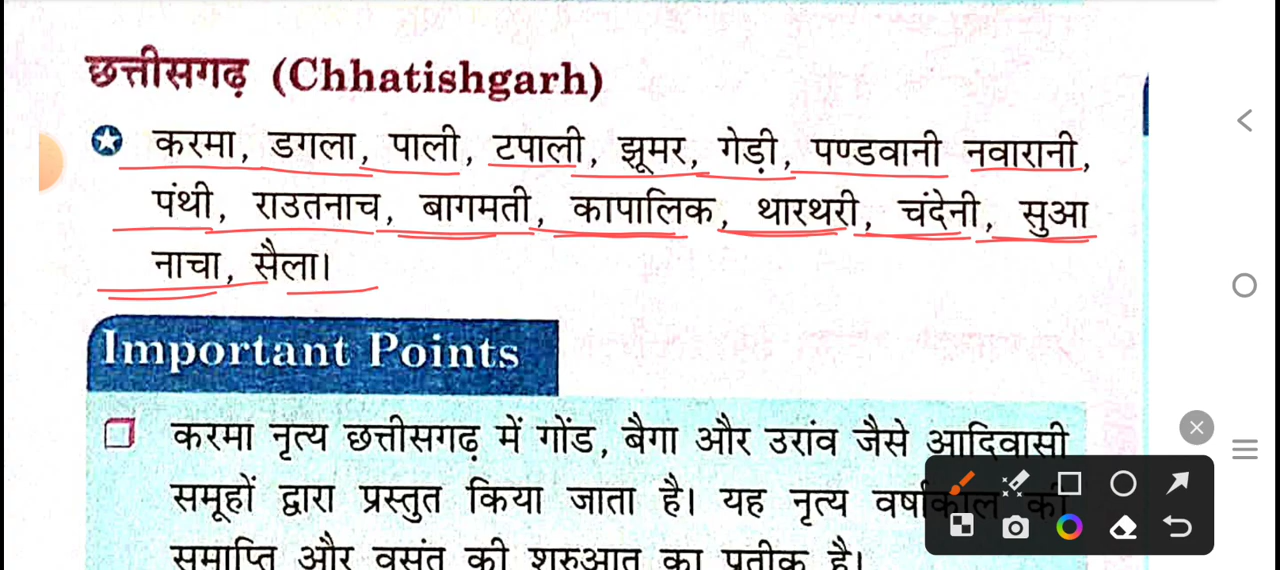 छत्तीसगढ़ (Chhatishgarh)
करमा, डगला, पाली, टपाली, झूमर, गेड़ी, पण्डवानी नवारानी,
पंथी, राउतनाच, बागमती, कापालिक, थारथरी, चंदेनी, सुआ
नाचा, सैला।
Important Points
करमा नृत्य छत्तीसगढ़ में गोंड, बैगा और उरांव जैसे आदिवासी
समूहों द्वारा प्रस्तुत किया जाता है। यह नृत्य वर्षाकाल की
समाप्ति और वसंत की शुरुआत का प्रतीक है।